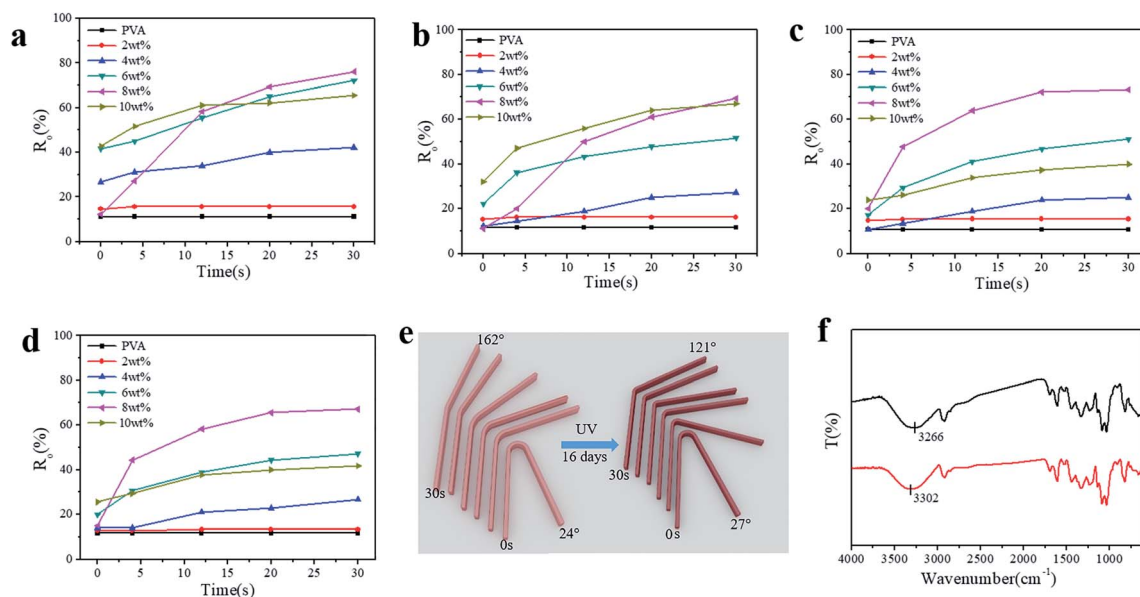 a
PVA
2wt%
4wt%
6wt%
8wt%
10wt%
R₀(%)
100
80
60
40
20
0
0 5 10 15 20 25 30
Time(s)
b
PVA
2wt%
4wt%
6wt%
8wt%
10wt%
R₀(%)
100
80
60
40
20
0
0 5 10 15 20 25 30
Time(s)
c
PVA
2wt%
4wt%
6wt%
8wt%
10wt%
R₀(%)
100
80
60
40
20
0
0 5 10 15 20 25 30
Time(s)
d
PVA
2wt%
4wt%
6wt%
8wt%
10wt%
R₀(%)
100
80
60
40
20
0
0 5 10 15 20 25 30
Time(s)
e
162°
121°
UV
16 days
30s
30s
0s
24°
0s
27°
f
T(%)
3266
3302
4000 3500 3000 2500 2000 1500 1000
Wavenumber(cm⁻¹)